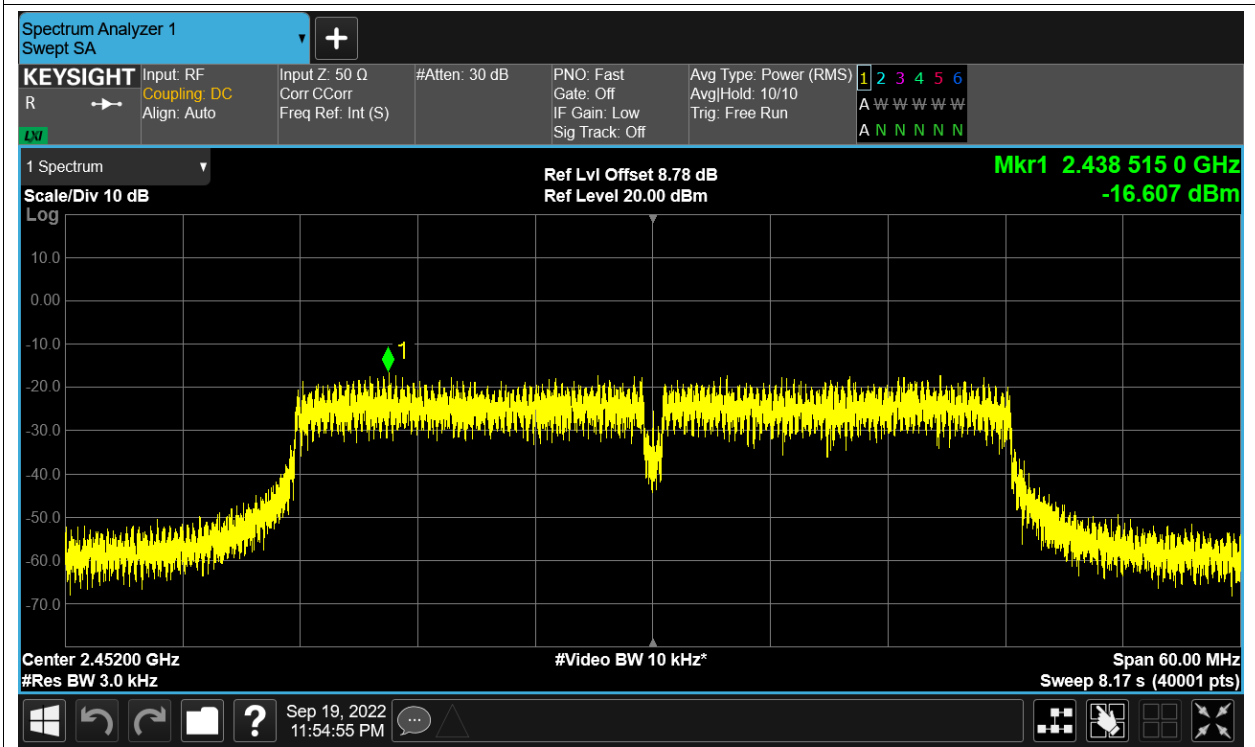 Spectrum Analyzer 1
Swept SA
KEYSIGHT
R
LXI
Input: RF
Coupling: DC
Align: Auto
Input Z: 50 Ω
Corr CCorr
Freq Ref: Int (S)
#Atten: 30 dB
PNO: Fast
Gate: Off
IF Gain: Low
Sig Track: Off
Avg Type: Power (RMS)
Avg|Hold: 10/10
Trig: Free Run
1 2 3 4 5 6
A W W W W W
A N N N N N
1 Spectrum
Scale/Div 10 dB
Ref Lvl Offset 8.78 dB
Ref Level 20.00 dBm
Mkr1 2.438 515 0 GHz
-16.607 dBm
Log
10.0
0.00
-10.0
1
-20.0
-30.0
-40.0
-50.0
-60.0
-70.0
Center 2.45200 GHz
#Res BW 3.0 kHz
#Video BW 10 kHz*
Span 60.00 MHz
Sweep 8.17 s (40001 pts)
?
Sep 19, 2022
11:54:55 PM